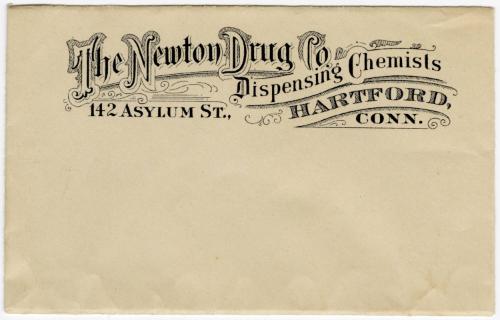 The Newton Drug Co.
Dispensing Chemists
142 Asylum St.,
Hartford,
Conn.